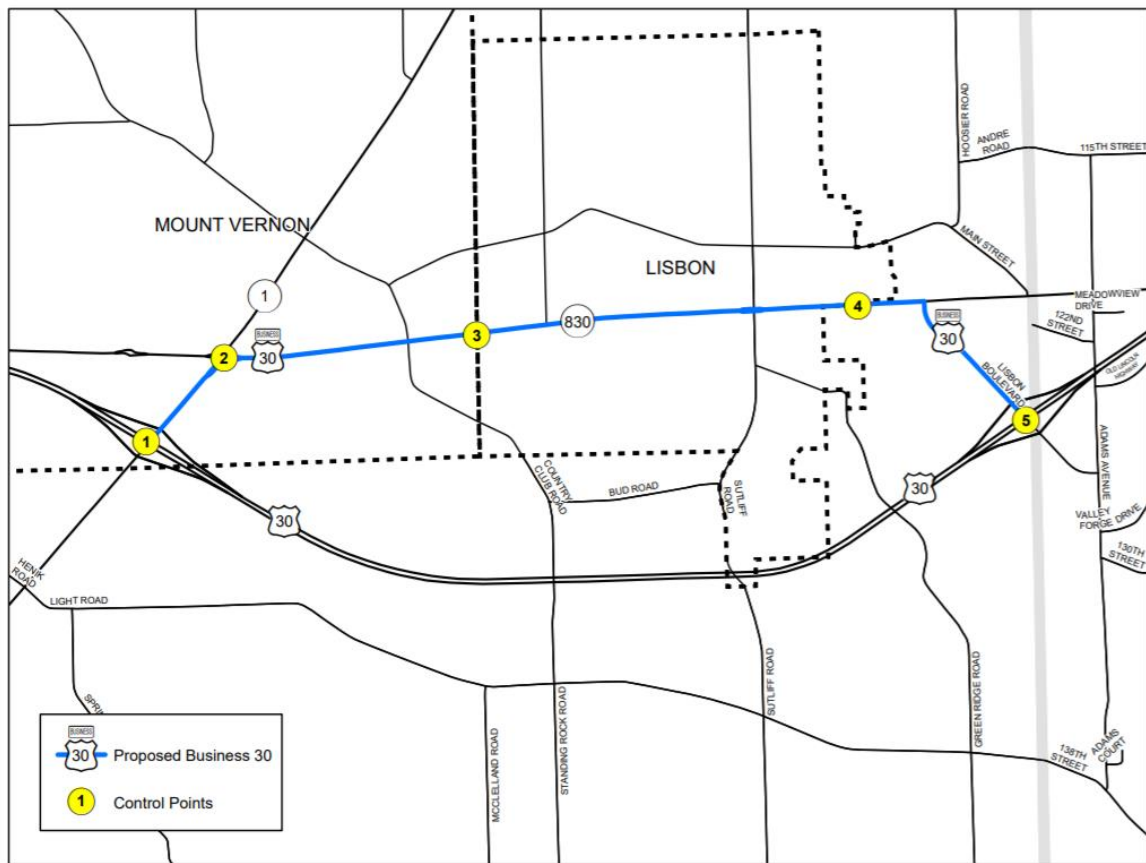 HOOSIER ROAD
ANDRE
ROAD
115TH STREET
MOUNT VERNON
MAIN STREET
LISBON
1
MEADOWVIEW
DRIVE
4
830
3
BUSINESS
30
2
BUSINESS
30
122ND
STREET
LISBON
BOULEVARD
OLD LINCOLN
HIGHWAY
5
1
ADAMS AVENUE
COUNTRY
CLUB ROAD
BUD ROAD
SUTLIFF
ROAD
30
30
VALLEY
FORGE DRIVE
130TH
STREET
HENIK
ROAD
LIGHT ROAD
SPRI
MCCLELLAND ROAD
STANDING ROCK ROAD
SUTLIFF ROAD
GREEN RIDGE ROAD
138TH
STREET
ADAMS
COURT
BUSINESS
30
Proposed Business 30
1
Control Points